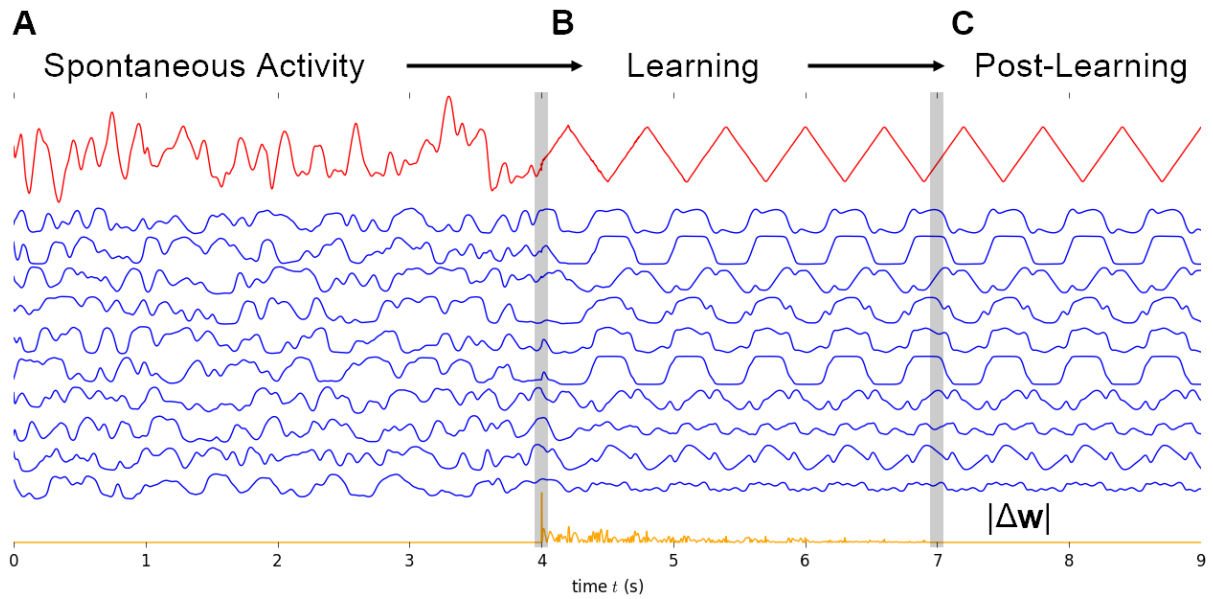 A B C
Spontaneous Activity Learning Post-Learning
|Δw|
0 1 2 3 4 5 6 7 8 9
time t (s)